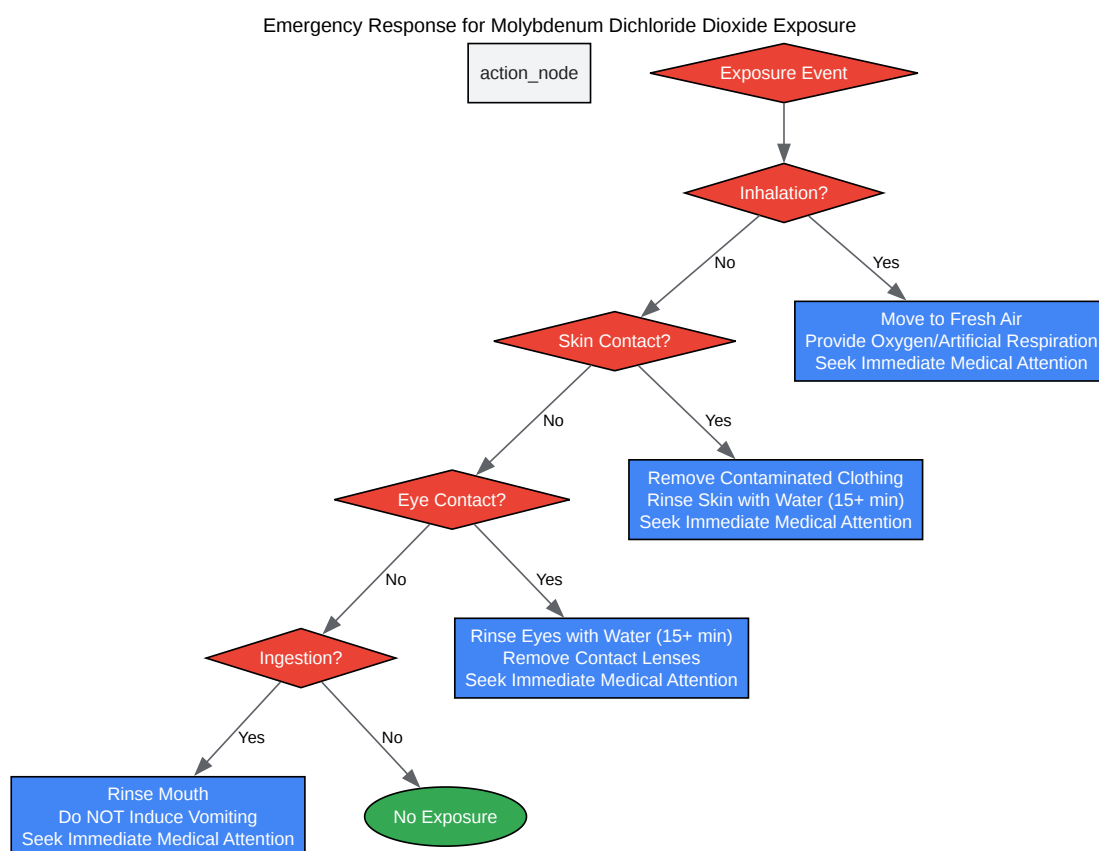 Emergency Response for Molybdenum Dichloride Dioxide Exposure
action_node
Exposure Event
Inhalation?
No
Yes
Move to Fresh Air
Provide Oxygen/Artificial Respiration
Seek Immediate Medical Attention
Skin Contact?
No
Yes
Remove Contaminated Clothing
Rinse Skin with Water (15+ min)
Seek Immediate Medical Attention
Eye Contact?
No
Yes
Rinse Eyes with Water (15+ min)
Remove Contact Lenses
Seek Immediate Medical Attention
Ingestion?
Yes
No
Rinse Mouth
Do NOT Induce Vomiting
Seek Immediate Medical Attention
No Exposure